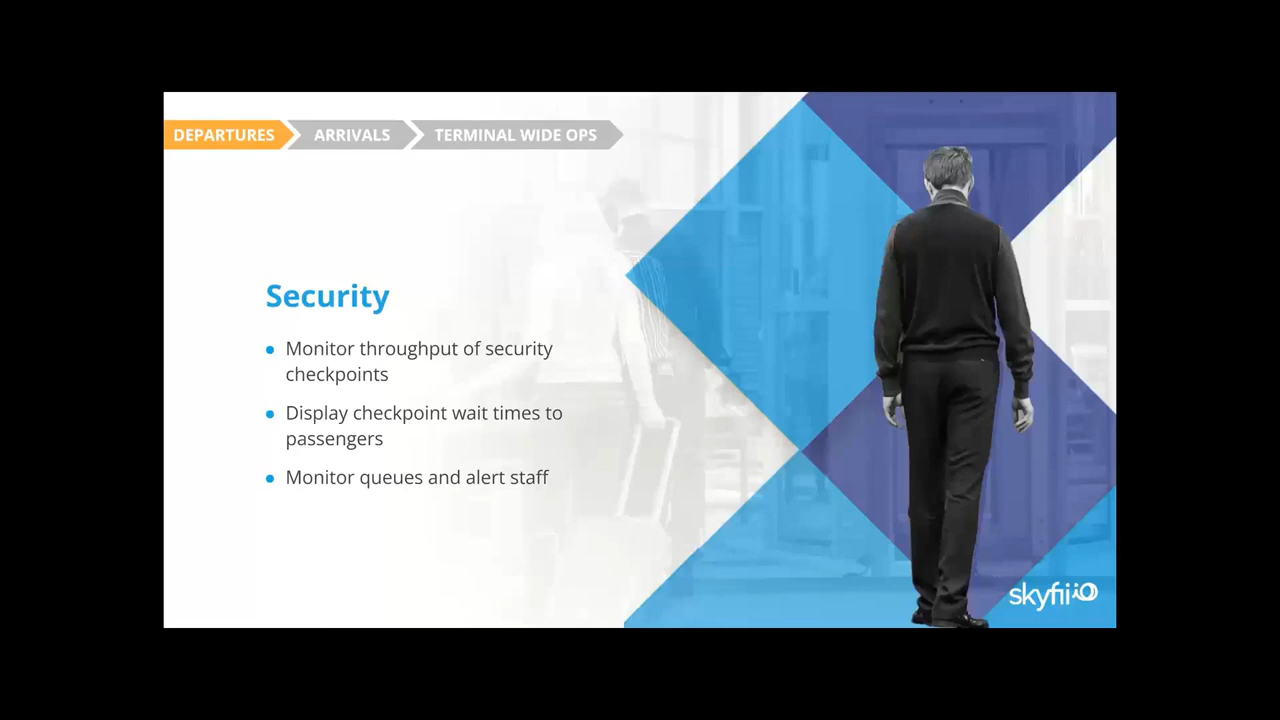 DEPARTURES ARRIVALS TERMINAL WIDE OPS
Security
Monitor throughput of security
checkpoints
Display checkpoint wait times to
passengers
Monitor queues and alert staff
skyfii iO